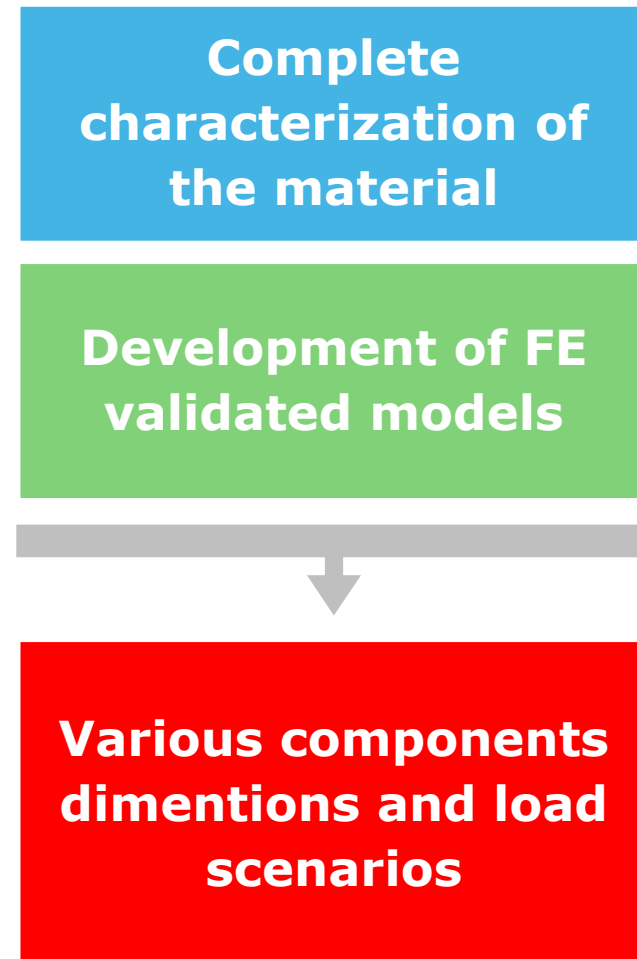 Complete
characterization of
the material
Development of FE
validated models
Various components
dimentions and load
scenarios